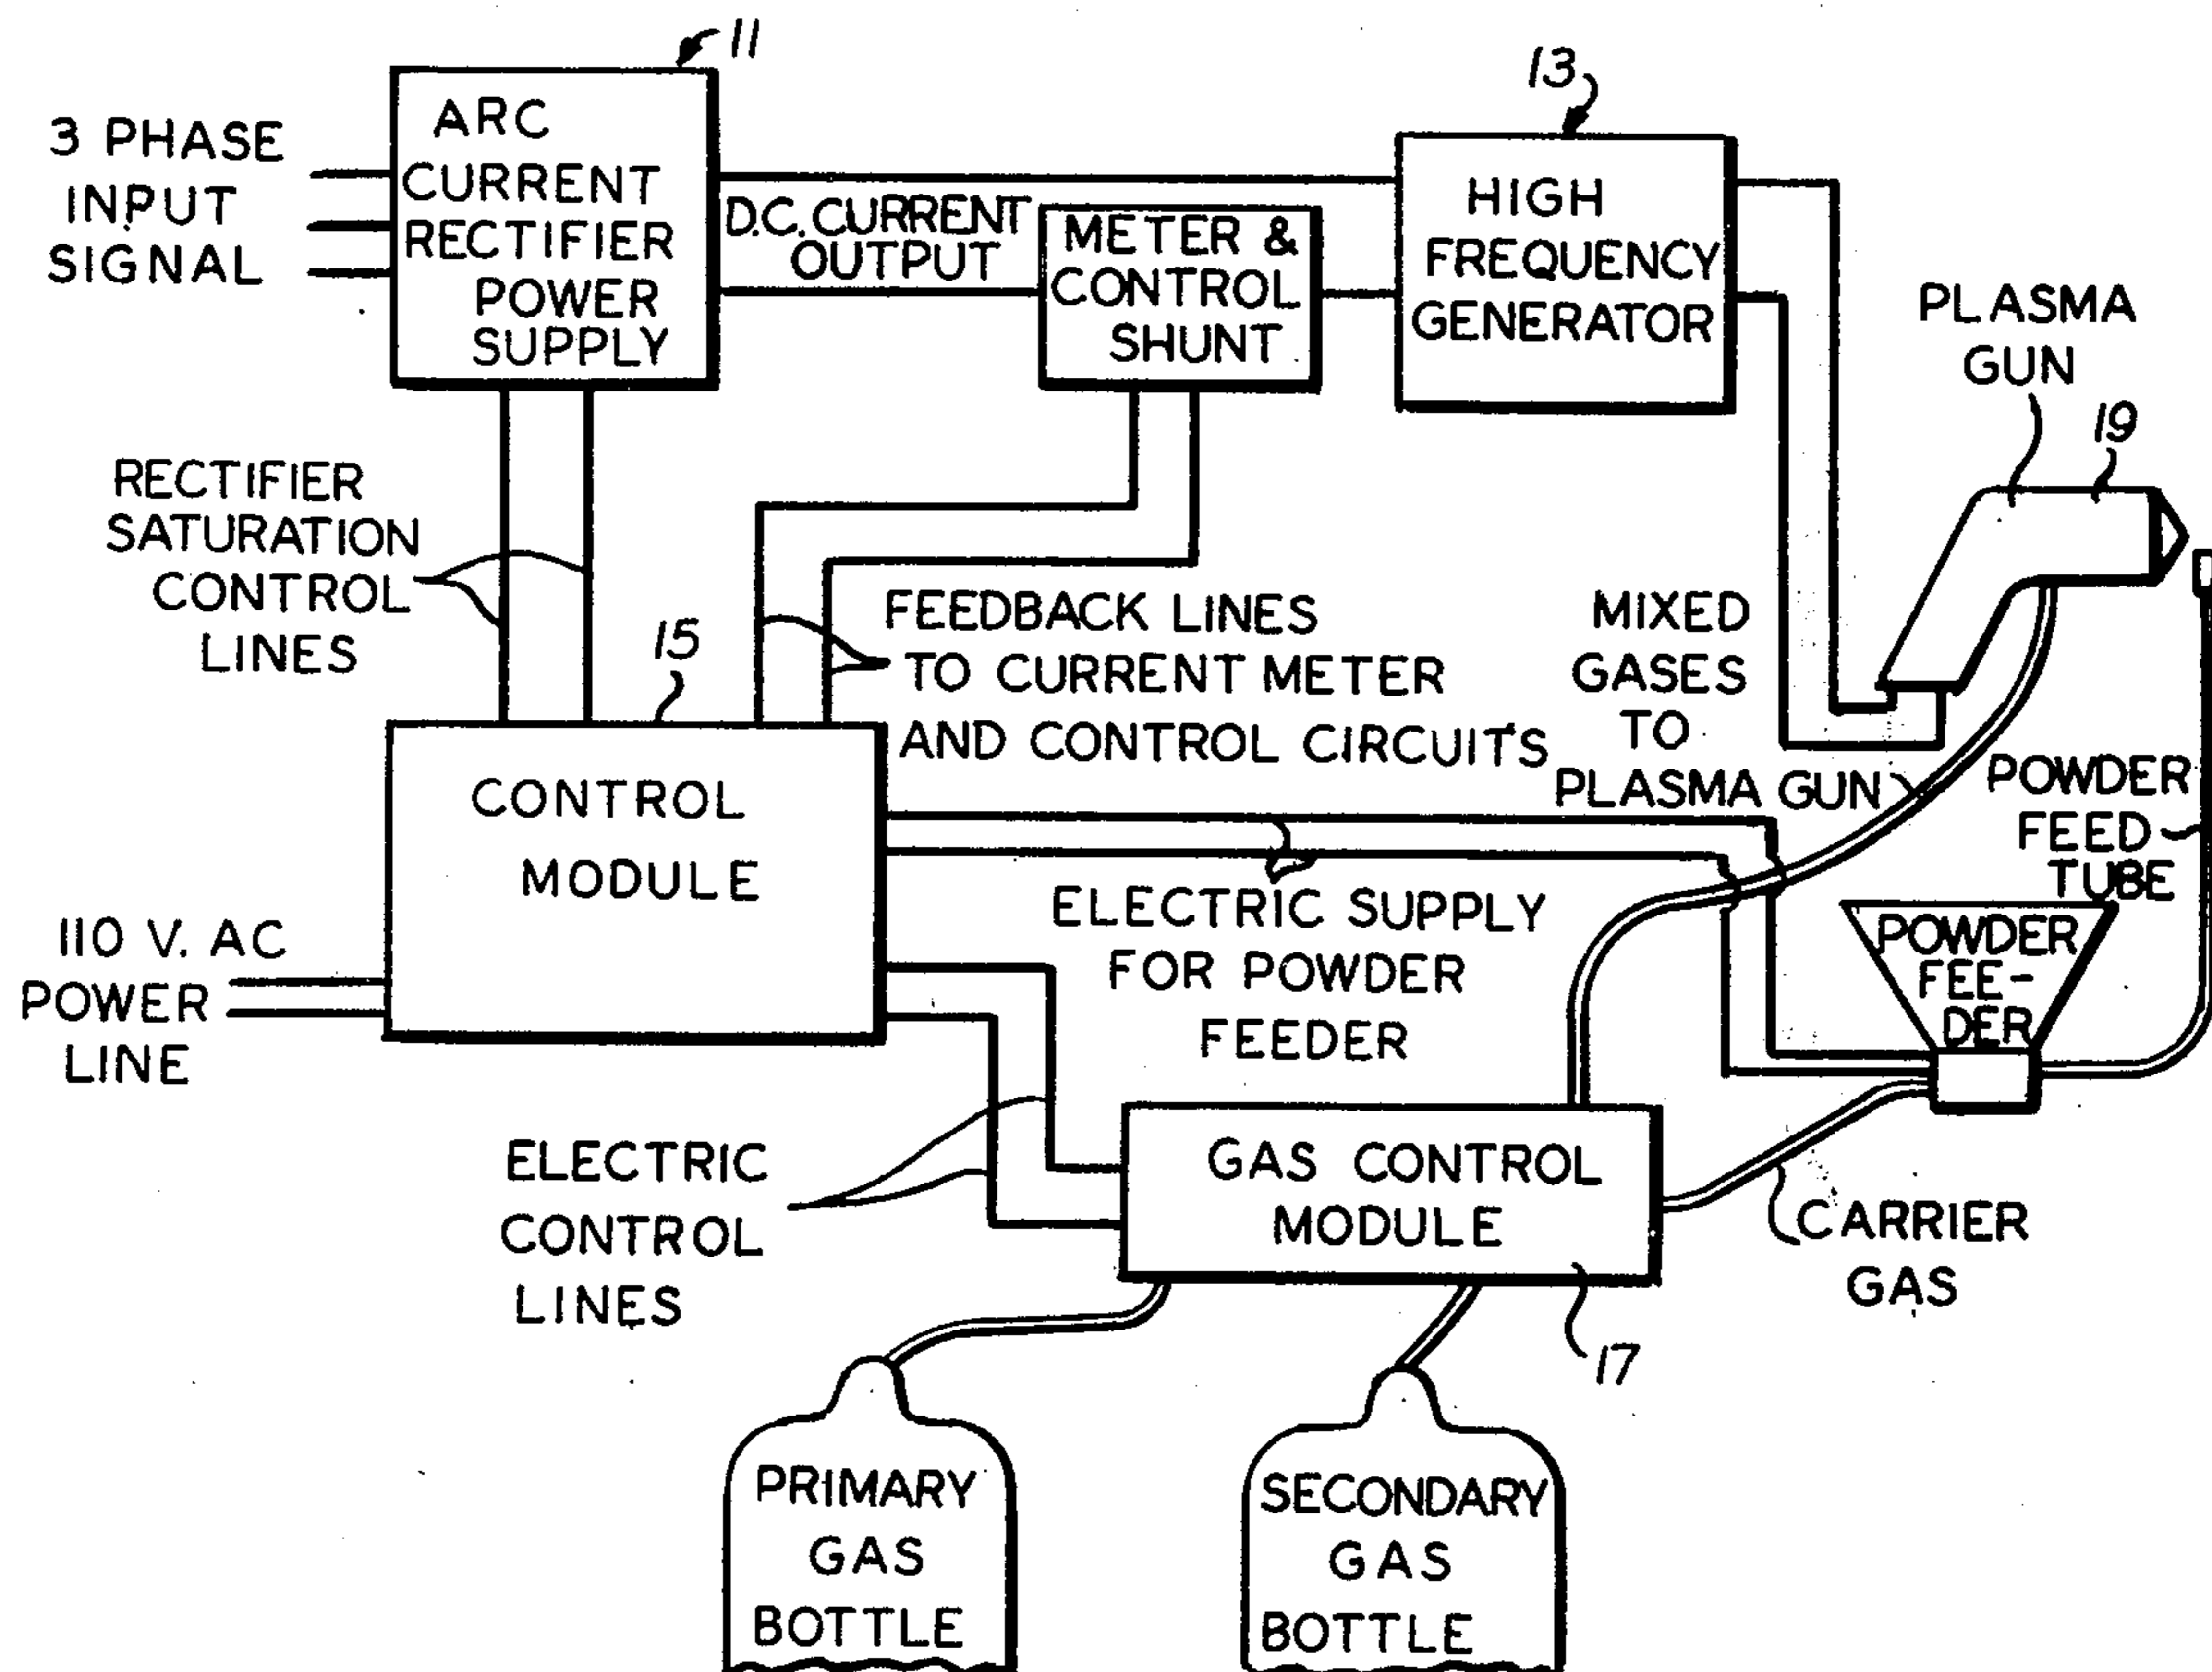 11
13
3 PHASE
INPUT
SIGNAL
ARC
CURRENT
RECTIFIER
POWER
SUPPLY
D.C. CURRENT
OUTPUT
METER &
CONTROL
SHUNT
HIGH
FREQUENCY
GENERATOR
PLASMA
GUN
19
RECTIFIER
SATURATION
CONTROL
LINES
15
FEEDBACK LINES
TO CURRENT METER
AND CONTROL CIRCUITS
MIXED
GASES
TO
PLASMA GUN
POWDER
FEED
TUBE
CONTROL
MODULE
110 V. AC
POWER
LINE
ELECTRIC SUPPLY
FOR POWDER
FEEDER
POWDER
FEE-
DER
ELECTRIC
CONTROL
LINES
GAS CONTROL
MODULE
CARRIER
GAS
17
PRIMARY
GAS
BOTTLE
SECONDARY
GAS
BOTTLE